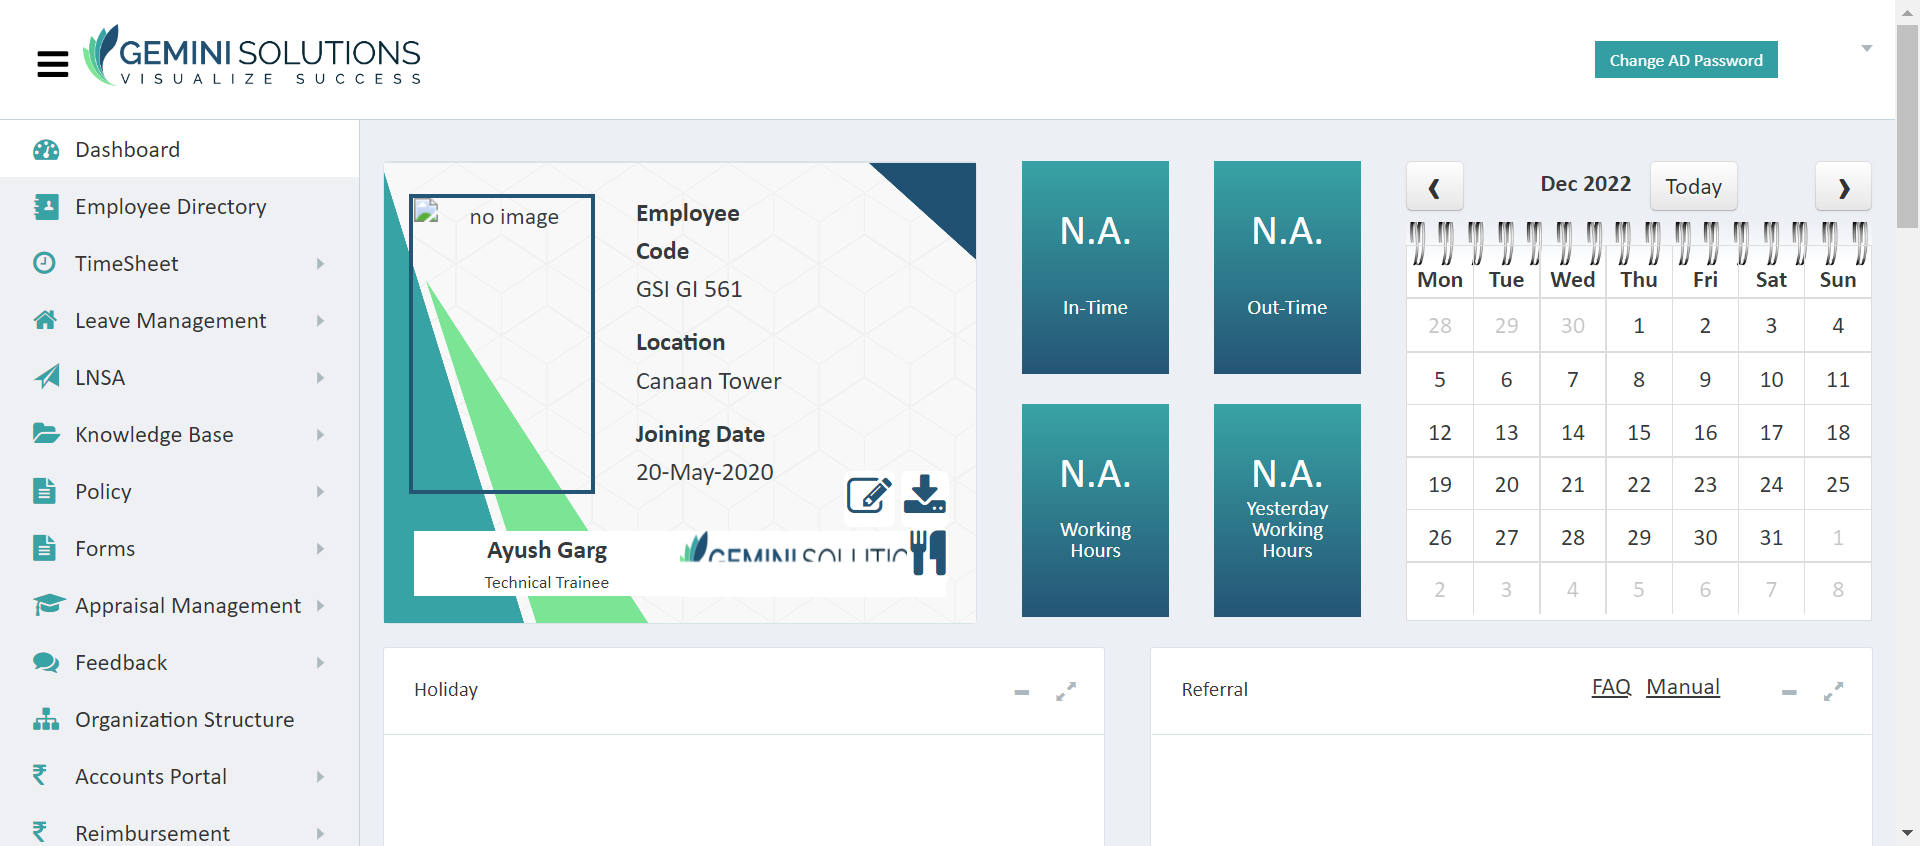 GEMINI SOLUTIONS
VISUALIZE SUCCESS
Change AD Password
Dashboard
Employee Directory
TimeSheet
Leave Management
LNSA
Knowledge Base
Policy
Forms
Appraisal Management
Feedback
Organization Structure
Accounts Portal
Reimbursement
no image
Employee
Code
GSI GI 561
Location
Canaan Tower
Joining Date
20-May-2020
Ayush Garg
Technical Trainee
GEMINI SOLUTIO
N.A.
In-Time
N.A.
Out-Time
N.A.
Working
Hours
N.A.
Yesterday
Working
Hours
Dec 2022 Today
Mon Tue Wed Thu Fri Sat Sun
28 29 30 1 2 3 4
5 6 7 8 9 10 11
12 13 14 15 16 17 18
19 20 21 22 23 24 25
26 27 28 29 30 31 1
2 3 4 5 6 7 8
Holiday
Referral FAQ Manual